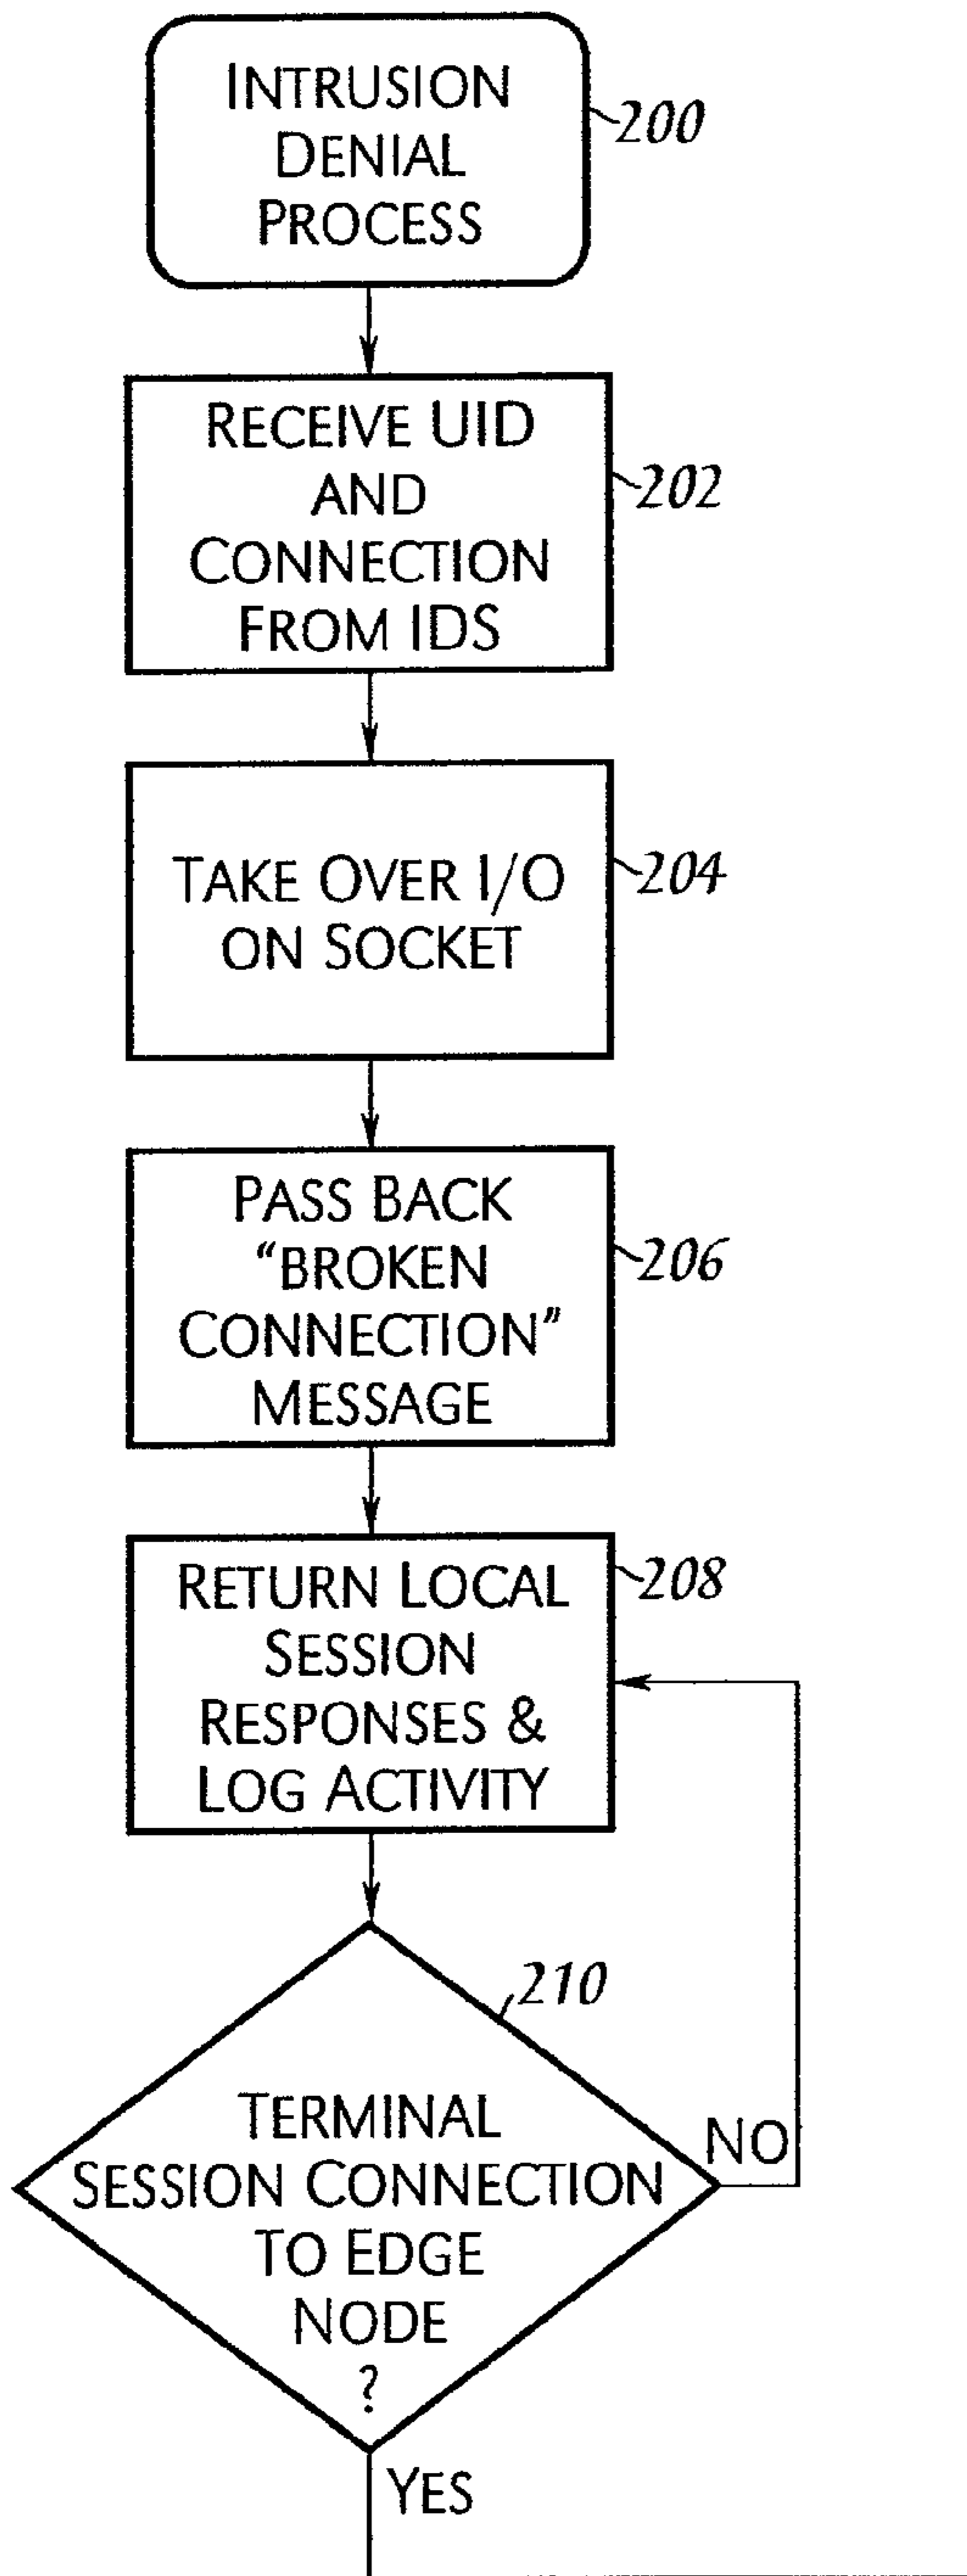 INTRUSION
DENIAL
PROCESS
200
RECEIVE UID
AND
CONNECTION
FROM IDS
202
TAKE OVER I/O
ON SOCKET
204
PASS BACK
“BROKEN
CONNECTION”
MESSAGE
206
RETURN LOCAL
SESSION
RESPONSES &
LOG ACTIVITY
208
210
TERMINAL
SESSION CONNECTION
TO EDGE
NODE
?
NO
YES